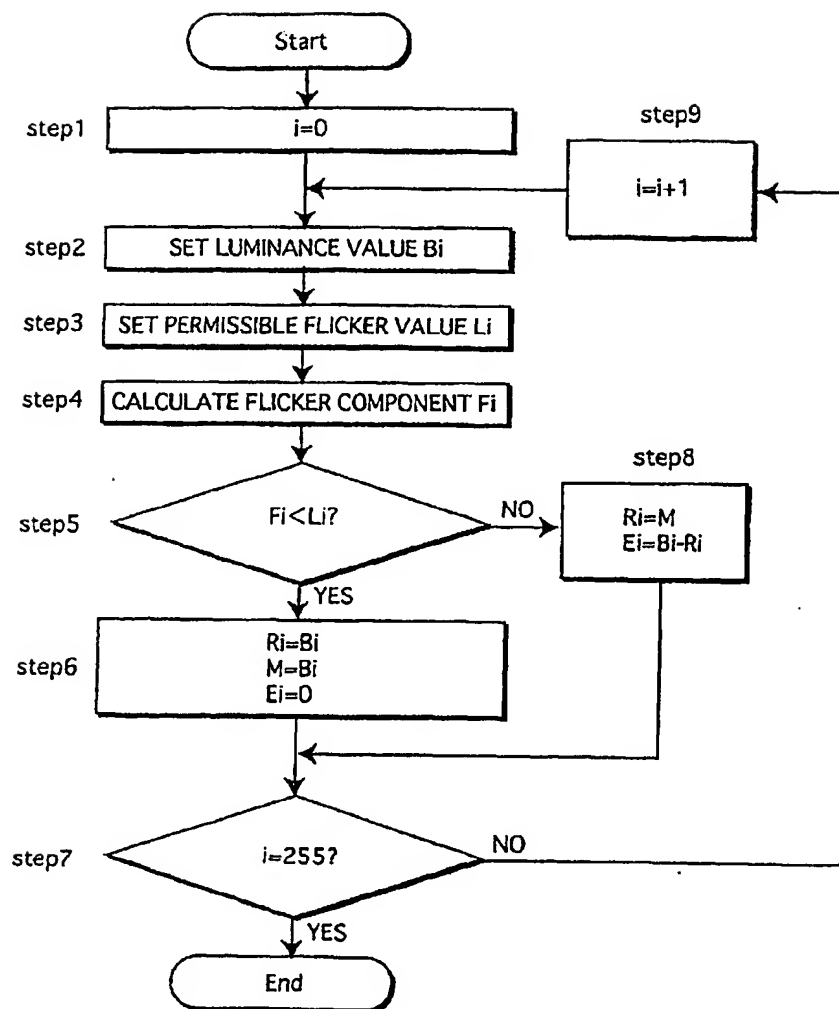 Start
step1
i=0
step9
i=i+1
step2
SET LUMINANCE VALUE Bi
step3
SET PERMISSIBLE FLICKER VALUE Li
step4
CALCULATE FLICKER COMPONENT Fi
step5
Fi<Li?
NO
step8
Ri=M
Ei=Bi-Ri
YES
step6
Ri=Bi
M=Bi
Ei=0
step7
i=255?
NO
YES
End